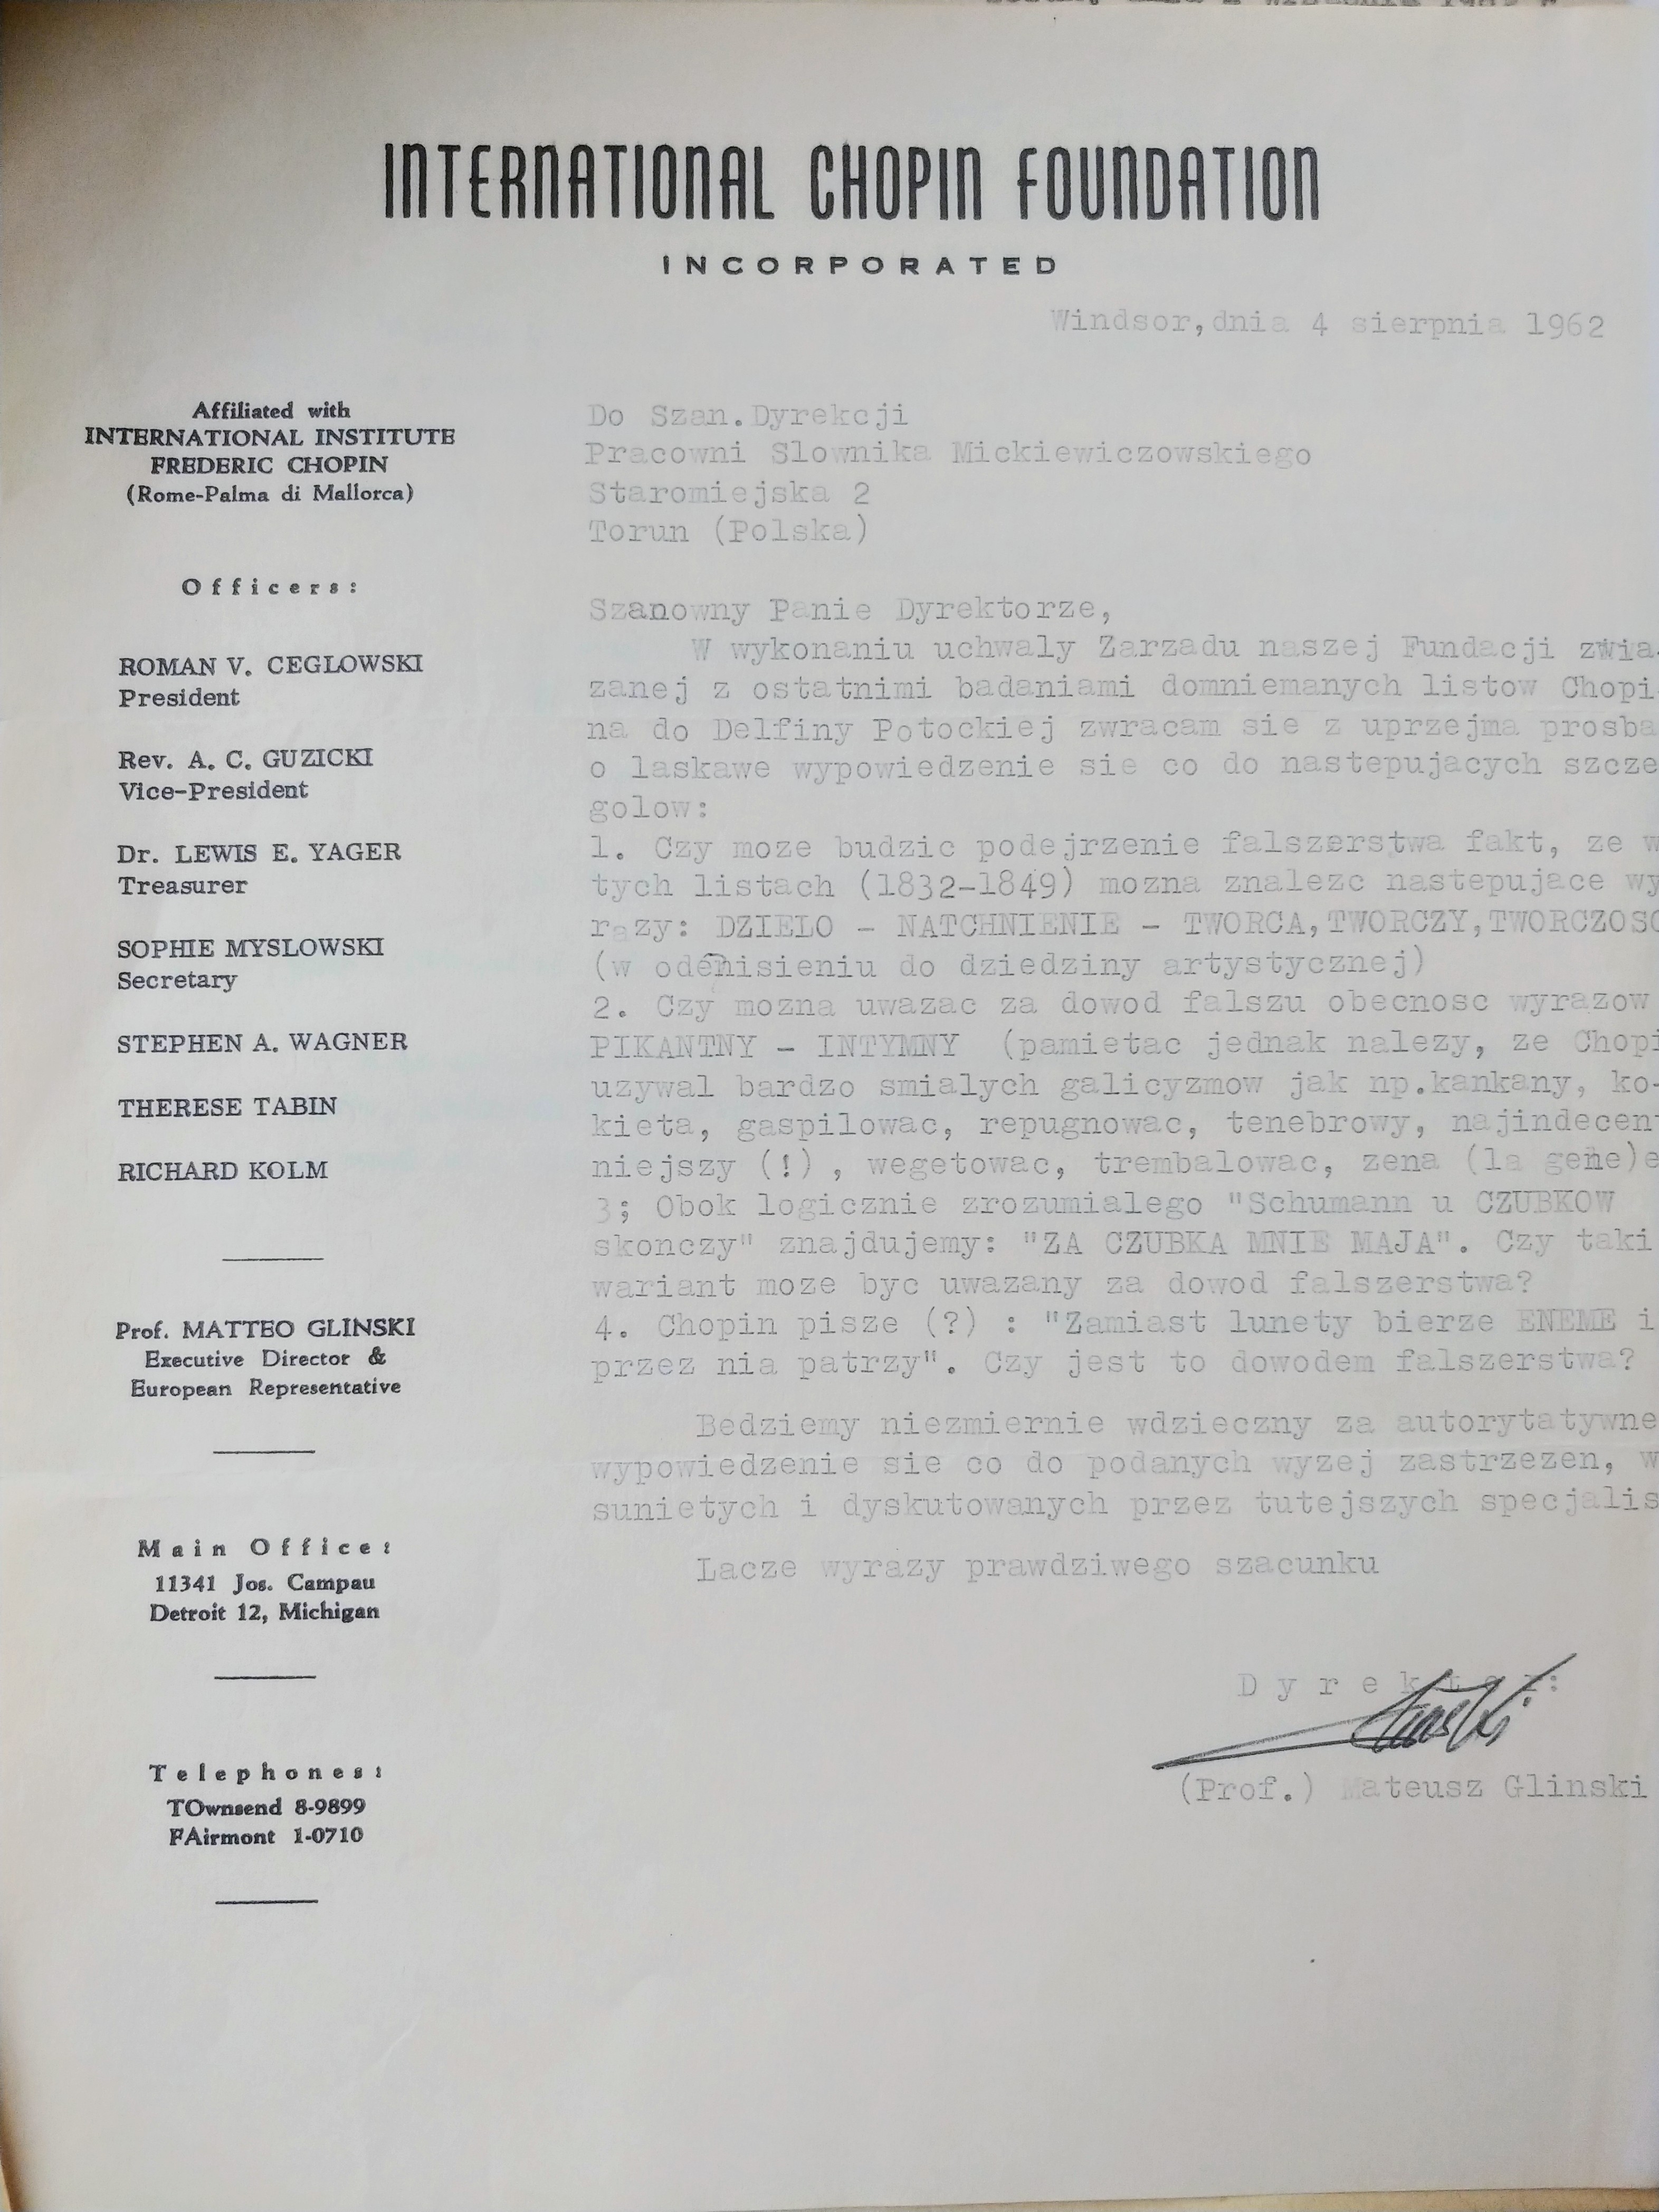 INTERNATIONAL CHOPIN FOUNDATION
INCORPORATED
Windsor,dnia 4 sierpnia 1962
Affiliated with
INTERNATIONAL INSTITUTE
FREDERIC CHOPIN
(Rome-Palma di Mallorca)
Officers:
ROMAN V. CEGLOWSKI
President
Rev. A. C. GUZICKI
Vice-President
Dr. LEWIS E. YAGER
Treasurer
SOPHIE MYSLOWSKI
Secretary
STEPHEN A. WAGNER
THERESE TABIN
RICHARD KOLM
Prof. MATTEO GLINSKI
Executive Director &
European Representative
Main Office:
11341 Jos. Campau
Detroit 12, Michigan
Telephones:
TOwnsend 8-9899
FAirmont 1-0710
Do Szan.Dyrekcji
Pracowni Slownika Mickiewiczowskiego
Staromiejska 2
Torun (Polska)
Szanowny Panie Dyrektorze,
W wykonaniu uchwaly Zarzadu naszej Fundacji zwia-
zanej z ostatnimi badaniami domniemanych listow Chopi-
na do Delfiny Potockiej zwracam sie z uprzejma prosba
o laskawe wypowiedzenie sie co do nastepujacych szcze
golow:
1. Czy moze budzic podejrzenie falszerstwa fakt, ze w
tych listach (1832-1849) mozna znalezc nastepujace wy
razy: DZIELO - NATCHNIENIE - TWORCA,TWORCZY,TWORCZOSC
(w odenisieniu do dziedziny artystycznej)
2. Czy mozna uwazac za dowod falszu obecnosc wyrazow
PIKANTNY - INTYMNY (pamietac jednak nalezy, ze Chopi
uzywal bardzo smialych galicyzmow jak np.kankany, ko-
kieta, gaspilowac, repugnowac, tenebrowy, najindecent
niejszy (!) , wegetowac, trembalowac, zena (la gene)e
3; Obok logicznie zrozumialego "Schumann u CZUBKOW
skonczy" znajdujemy: "ZA CZUBKA MNIE MAJA". Czy taki
wariant moze byc uwazany za dowod falszerstwa?
4. Chopin pisze (?) : "Zamiast lunety bierze ENEME i
przez nia patrzy". Czy jest to dowodem falszerstwa?
Bedziemy niezmiernie wdzieczny za autorytatywne
wypowiedzenie sie co do podanych wyzej zastrzezen, w
sunietych i dyskutowanych przez tutejszych specjalis
Lacze wyrazy prawdziwego szacunku
Dyrektor:
(Prof.) Mateusz Glinski